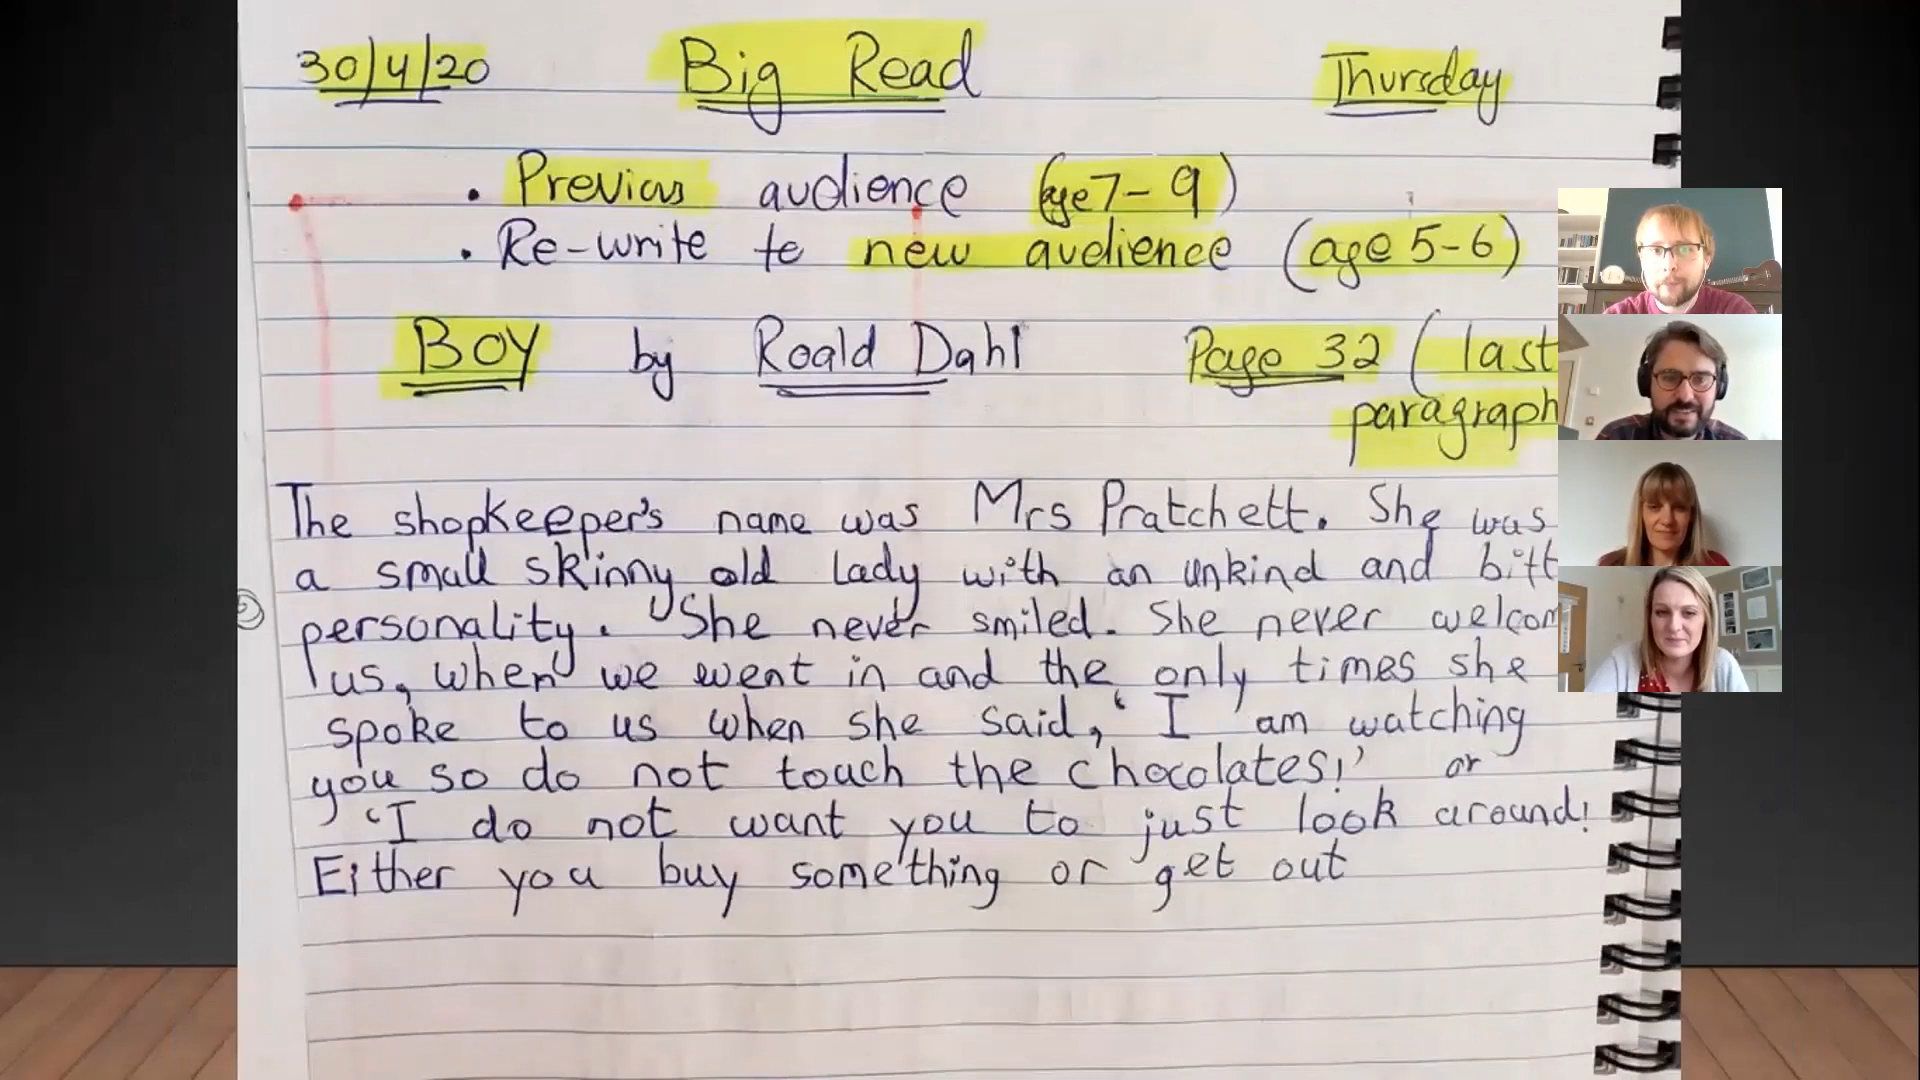 30/4/20 Big Read Thursday
• Previous audience (age 7-9)
• Re-write to new audience (age 5-6)
BOY by Roald Dahl Page 32 (last
paragraph
The shopkeeper's name was Mrs Pratchett. She was
a small skinny old lady with an unkind and bitt
personality. She never smiled. She never welcom
us, when we went in and the only times she
spoke to us when she said, 'I am watching
you so do not touch the chocolates!' or
'I do not want you to just look around!
Either you buy something or get out